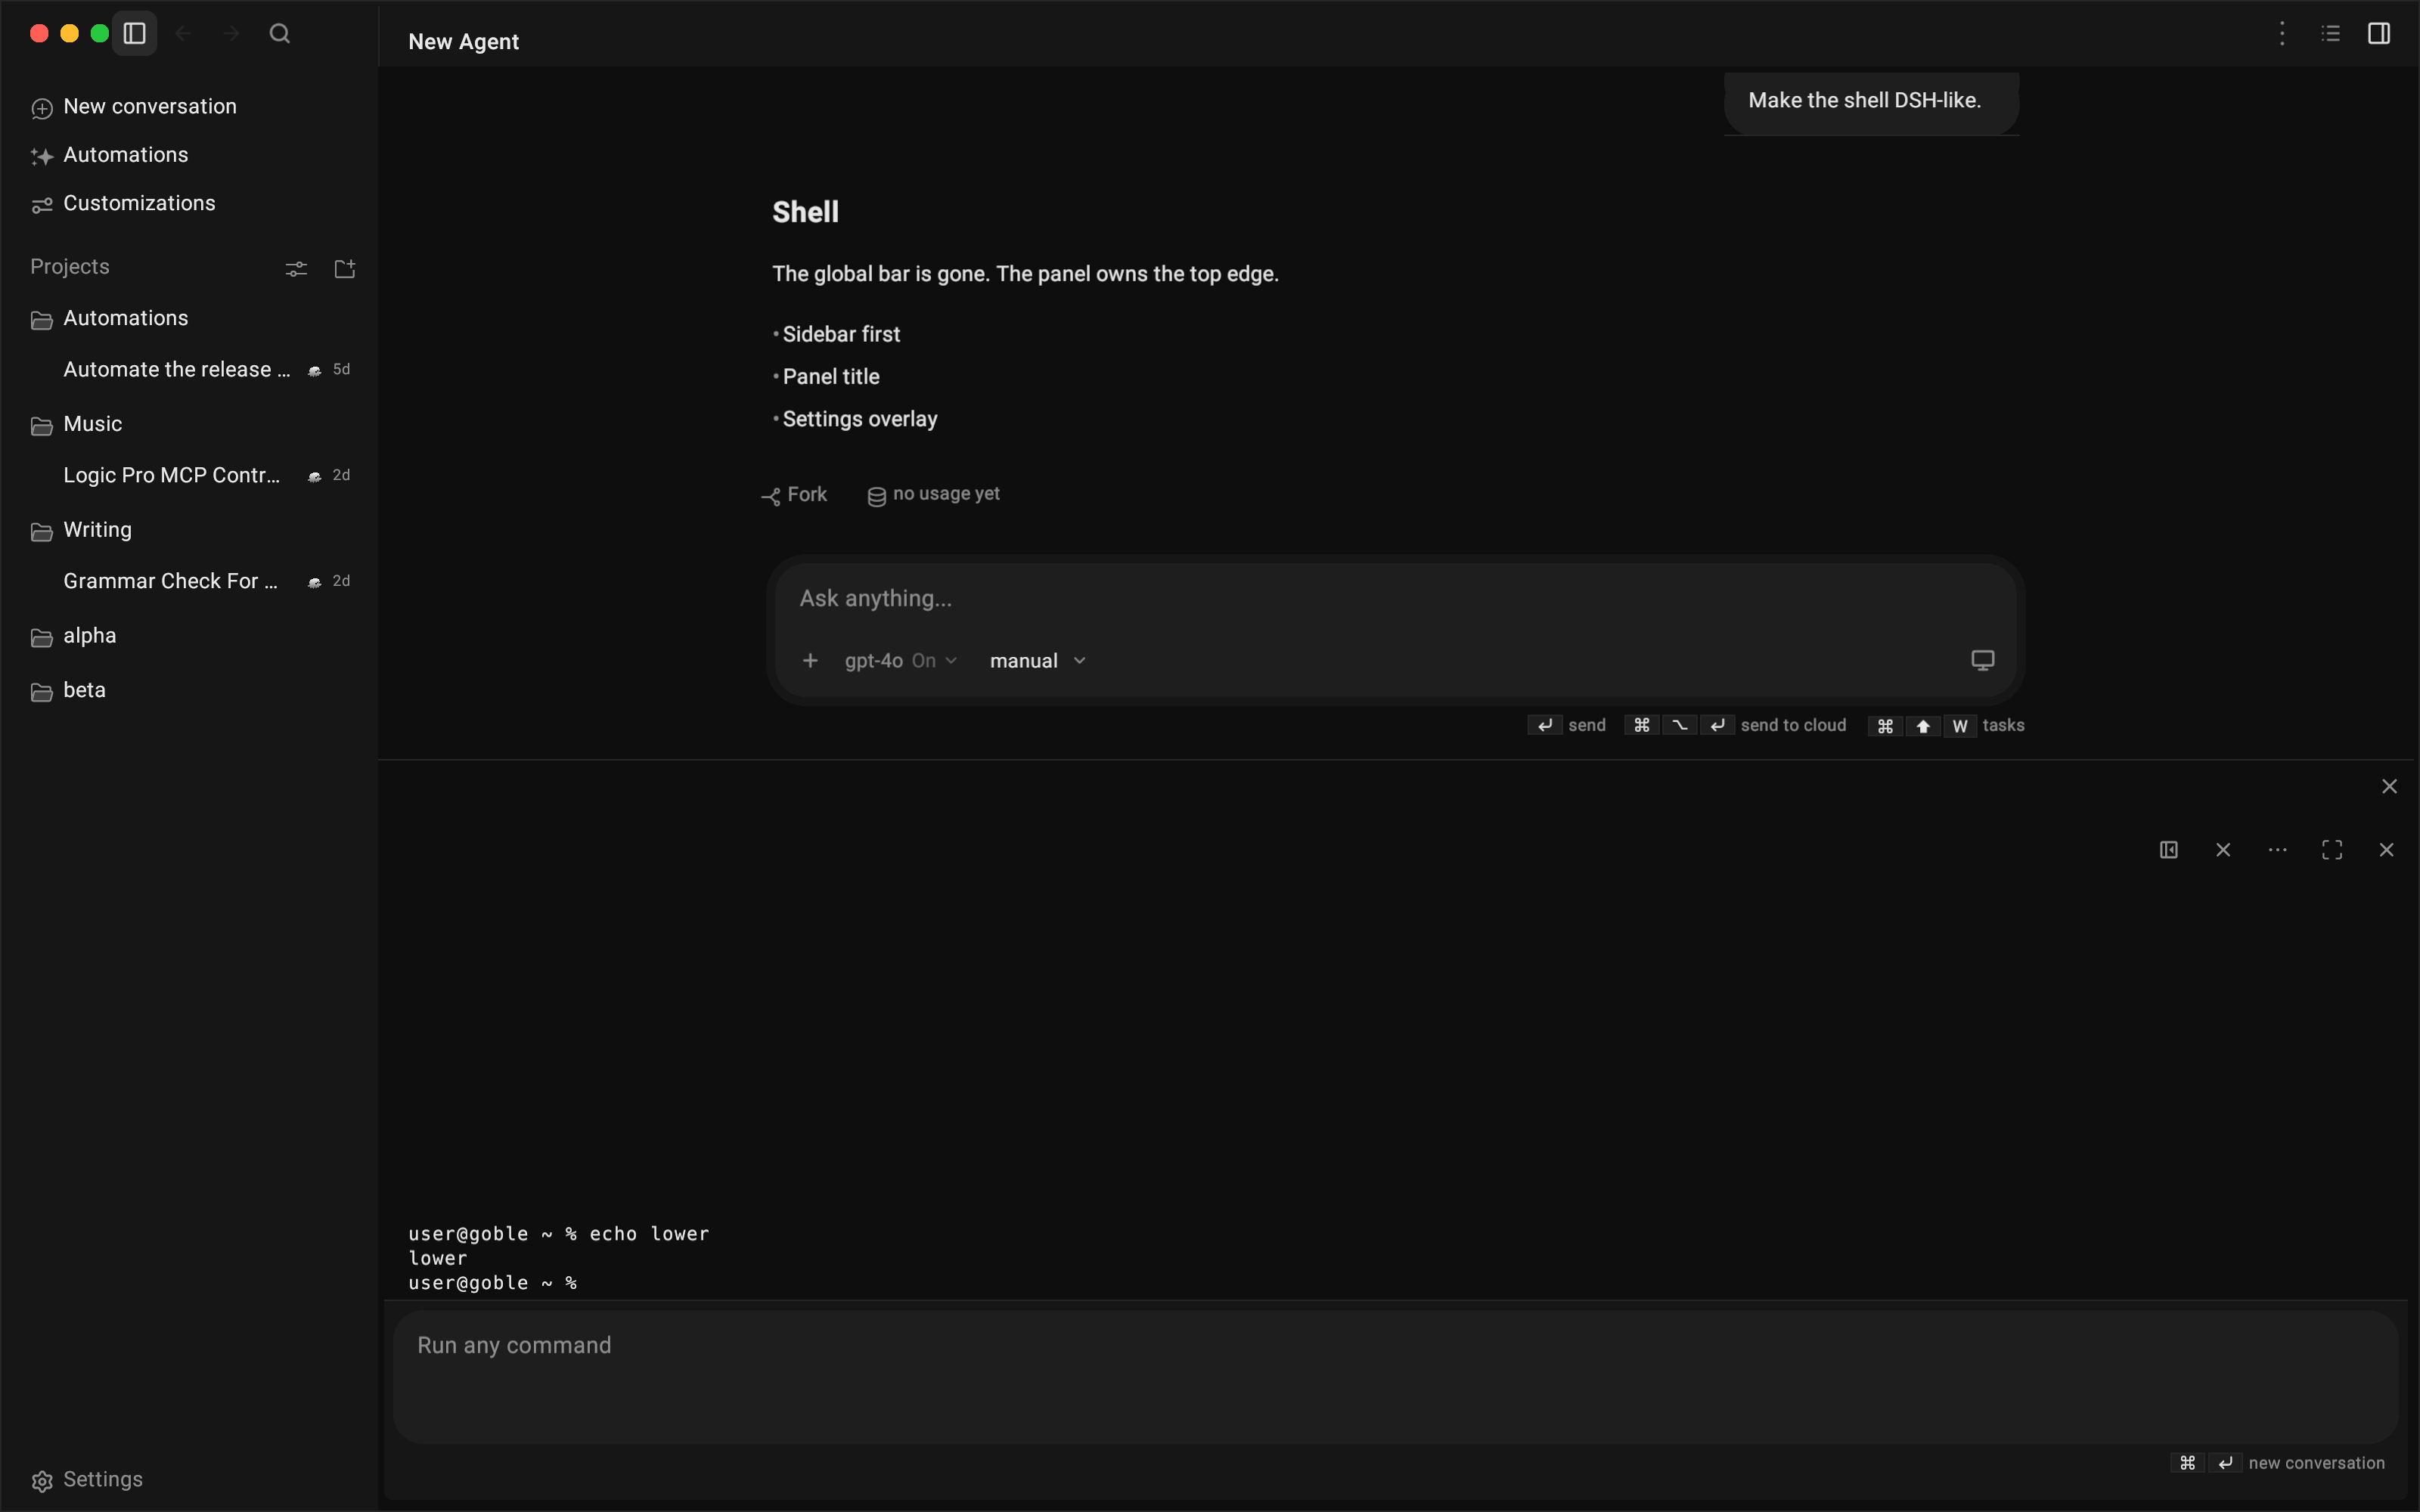 New Agent
New conversation
Automations
Customizations
Projects
Automations
Automate the release ... 5d
Music
Logic Pro MCP Contr... 2d
Writing
Grammar Check For ... 2d
alpha
beta
Settings
Make the shell DSH-like.
Shell
The global bar is gone. The panel owns the top edge.
• Sidebar first
• Panel title
• Settings overlay
Fork no usage yet
Ask anything...
+ gpt-4o On manual
↵ send ⌘ ⌥ ↵ send to cloud ⌘ ⬆ W tasks
user@goble ~ % echo lower
lower
user@goble ~ %
Run any command
⌘ ↵ new conversation